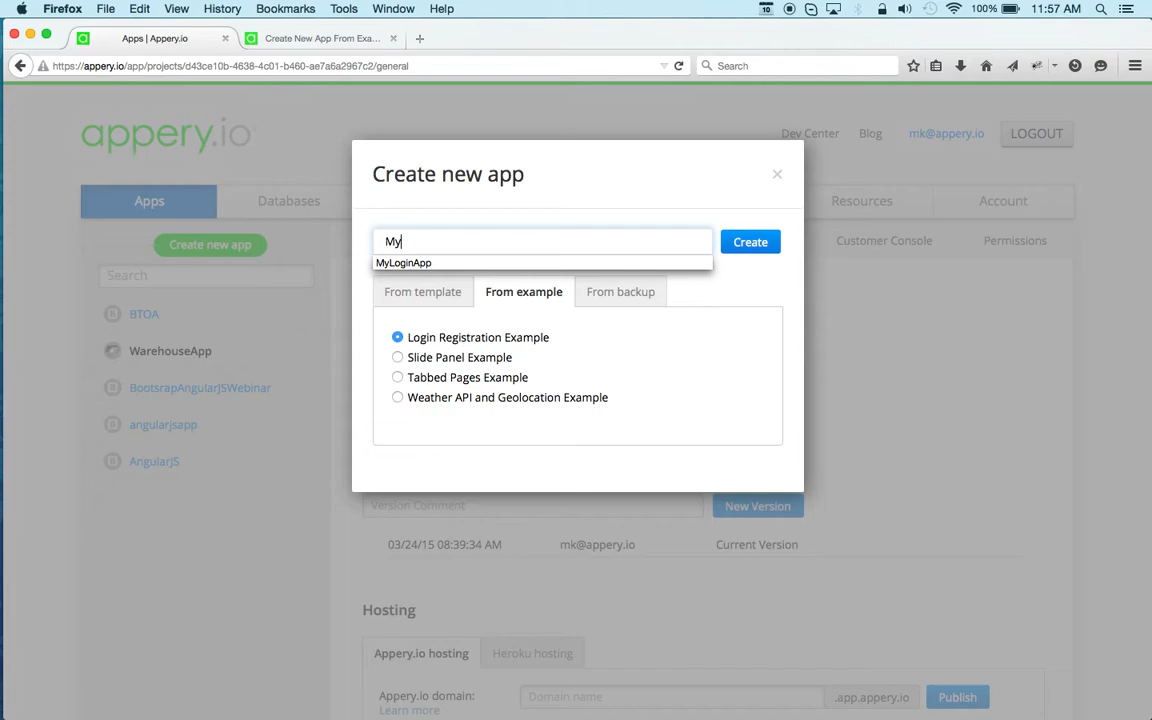 Firefox File Edit View History Bookmarks Tools Window Help 10 100% 11:57 AM
Apps | Appery.io Create New App From Exa...
https://appery.io/app/projects/d43ce10b-4638-4c01-b460-ae7a6a2967c2/general Search
appery.io Dev Center Blog mk@appery.io LOGOUT
Create new app
Apps Databases Resources Account
Create new app My Create Customer Console Permissions
MyLoginApp
Search
From template From example From backup
BTOA
Login Registration Example
WarehouseApp
Slide Panel Example
Tabbed Pages Example
BootsrapAngularJSWebinar
Weather API and Geolocation Example
angularjsapp
AngularJS
Version Comment New Version
03/24/15 08:39:34 AM mk@appery.io Current Version
Hosting
Appery.io hosting Heroku hosting
Appery.io domain: Domain name .app.appery.io Publish
Learn more